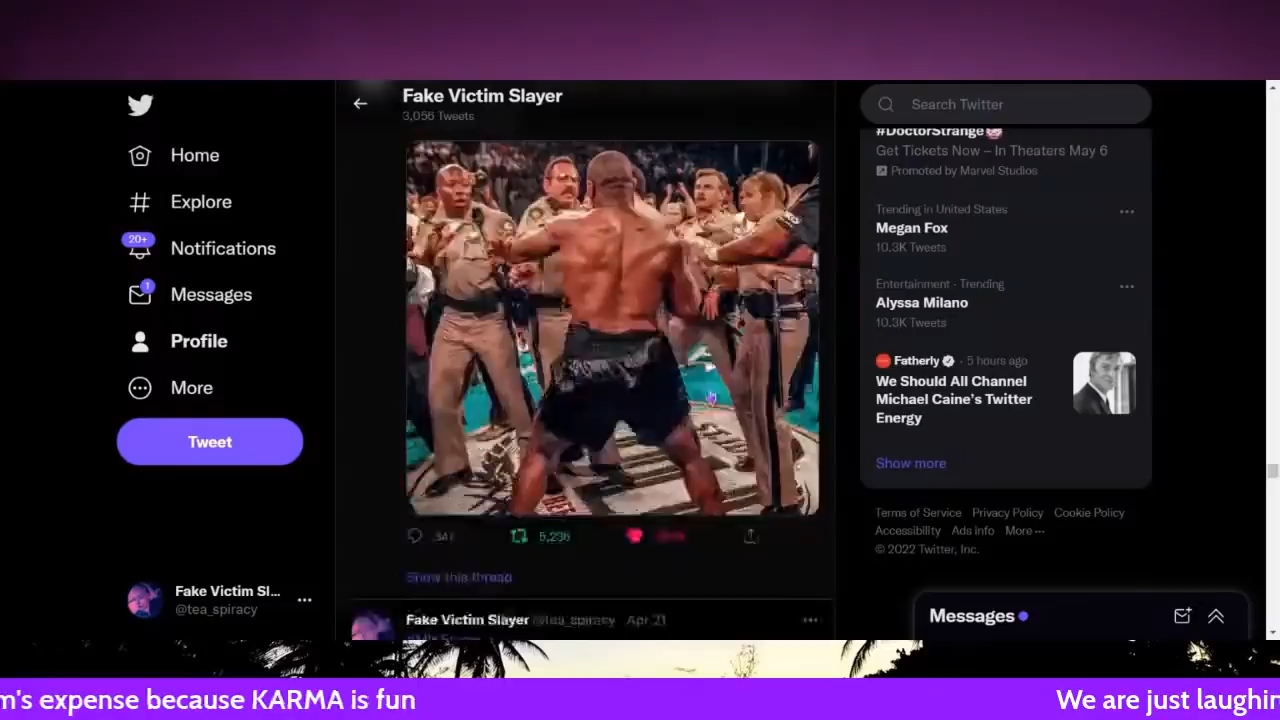 Home
Explore
20+
Notifications
1
Messages
Profile
More
Tweet
Fake Victim Sl...
@tea_spiracy
Fake Victim Slayer
3,056 Tweets
5,236
Show this thread
Fake Victim Slayer @tea_spiracy Apr 21
Search Twitter
#DoctorStrange
Get Tickets Now – In Theaters May 6
Promoted by Marvel Studios
Trending in United States
Megan Fox
10.3K Tweets
Entertainment · Trending
Alyssa Milano
10.3K Tweets
Fatherly · 5 hours ago
We Should All Channel
Michael Caine's Twitter
Energy
Show more
Terms of Service Privacy Policy Cookie Policy
Accessibility Ads info More ···
© 2022 Twitter, Inc.
Messages
m's expense because KARMA is fun
We are just laughin